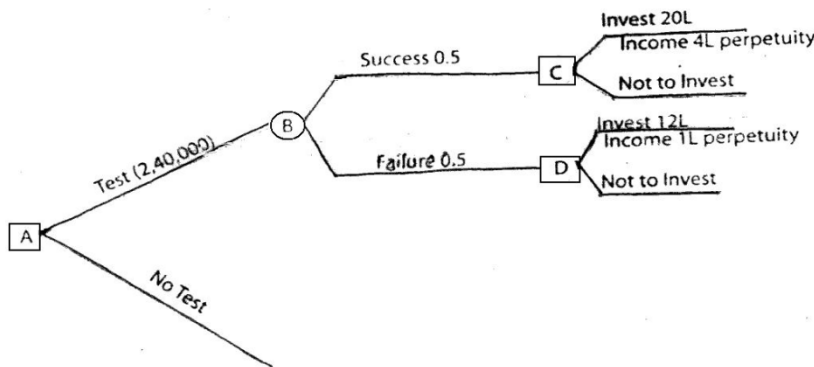 Invest 20L
Income 4L perpetuity
Success 0.5
C
Not to Invest
B
Invest 12L
Income 1L perpetuity
Test (2,40,000)
Failure 0.5
D
Not to Invest
A
No Test